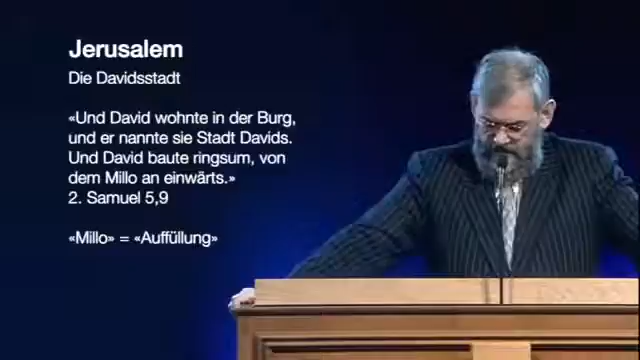 Jerusalem
Die Davidsstadt
«Und David wohnte in der Burg,
und er nannte sie Stadt Davids.
Und David baute ringsum, von
dem Millo an einwärts.»
2. Samuel 5,9
«Millo» = «Auffüllung»